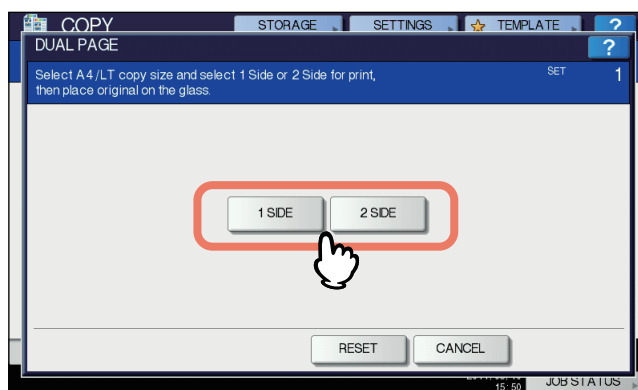 COPY STORAGE SETTINGS TEMPLATE ?
DUAL PAGE ?
Select A4/LT copy size and select 1 Side or 2 Side for print, SET 1
then place original on the glass.
1 SIDE 2 SIDE
RESET CANCEL
15:50 JOB STATUS